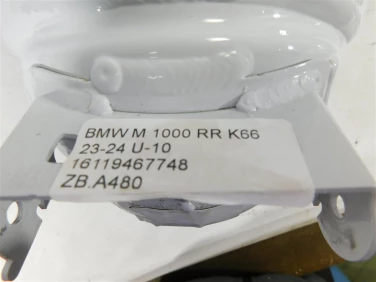 BMW M 1000 RR K66
23-24 U-10
16119467748
ZB.A480